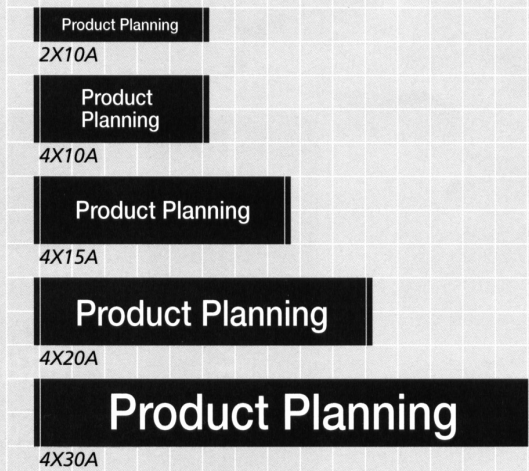 Product Planning
2X10A
Product
Planning
4X10A
Product Planning
4X15A
Product Planning
4X20A
Product Planning
4X30A